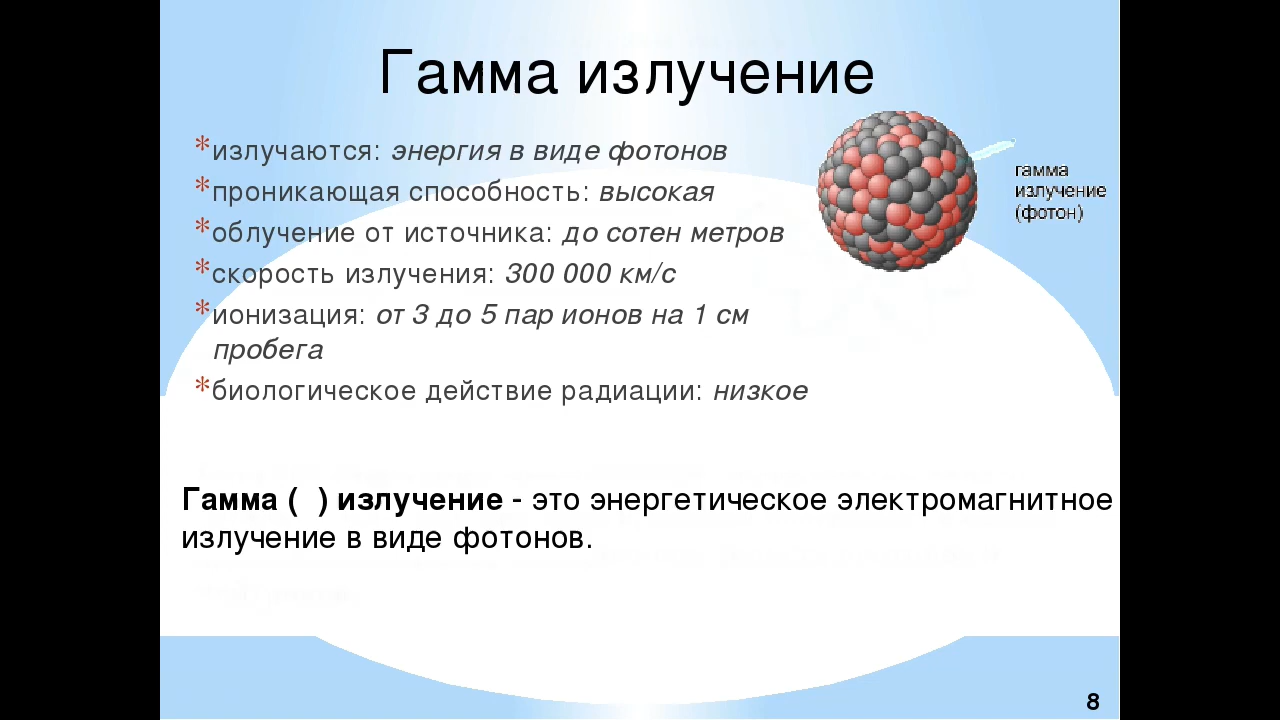 Гамма излучение
*излучаются: энергия в виде фотонов
*проникающая способность: высокая
*облучение от источника: до сотен метров
*скорость излучения: 300 000 км/с
*ионизация: от 3 до 5 пар ионов на 1 см
пробега
*биологическое действие радиации: низкое
гамма
излучение
(фотон)
Гамма ( ) излучение - это энергетическое электромагнитное
излучение в виде фотонов.
8